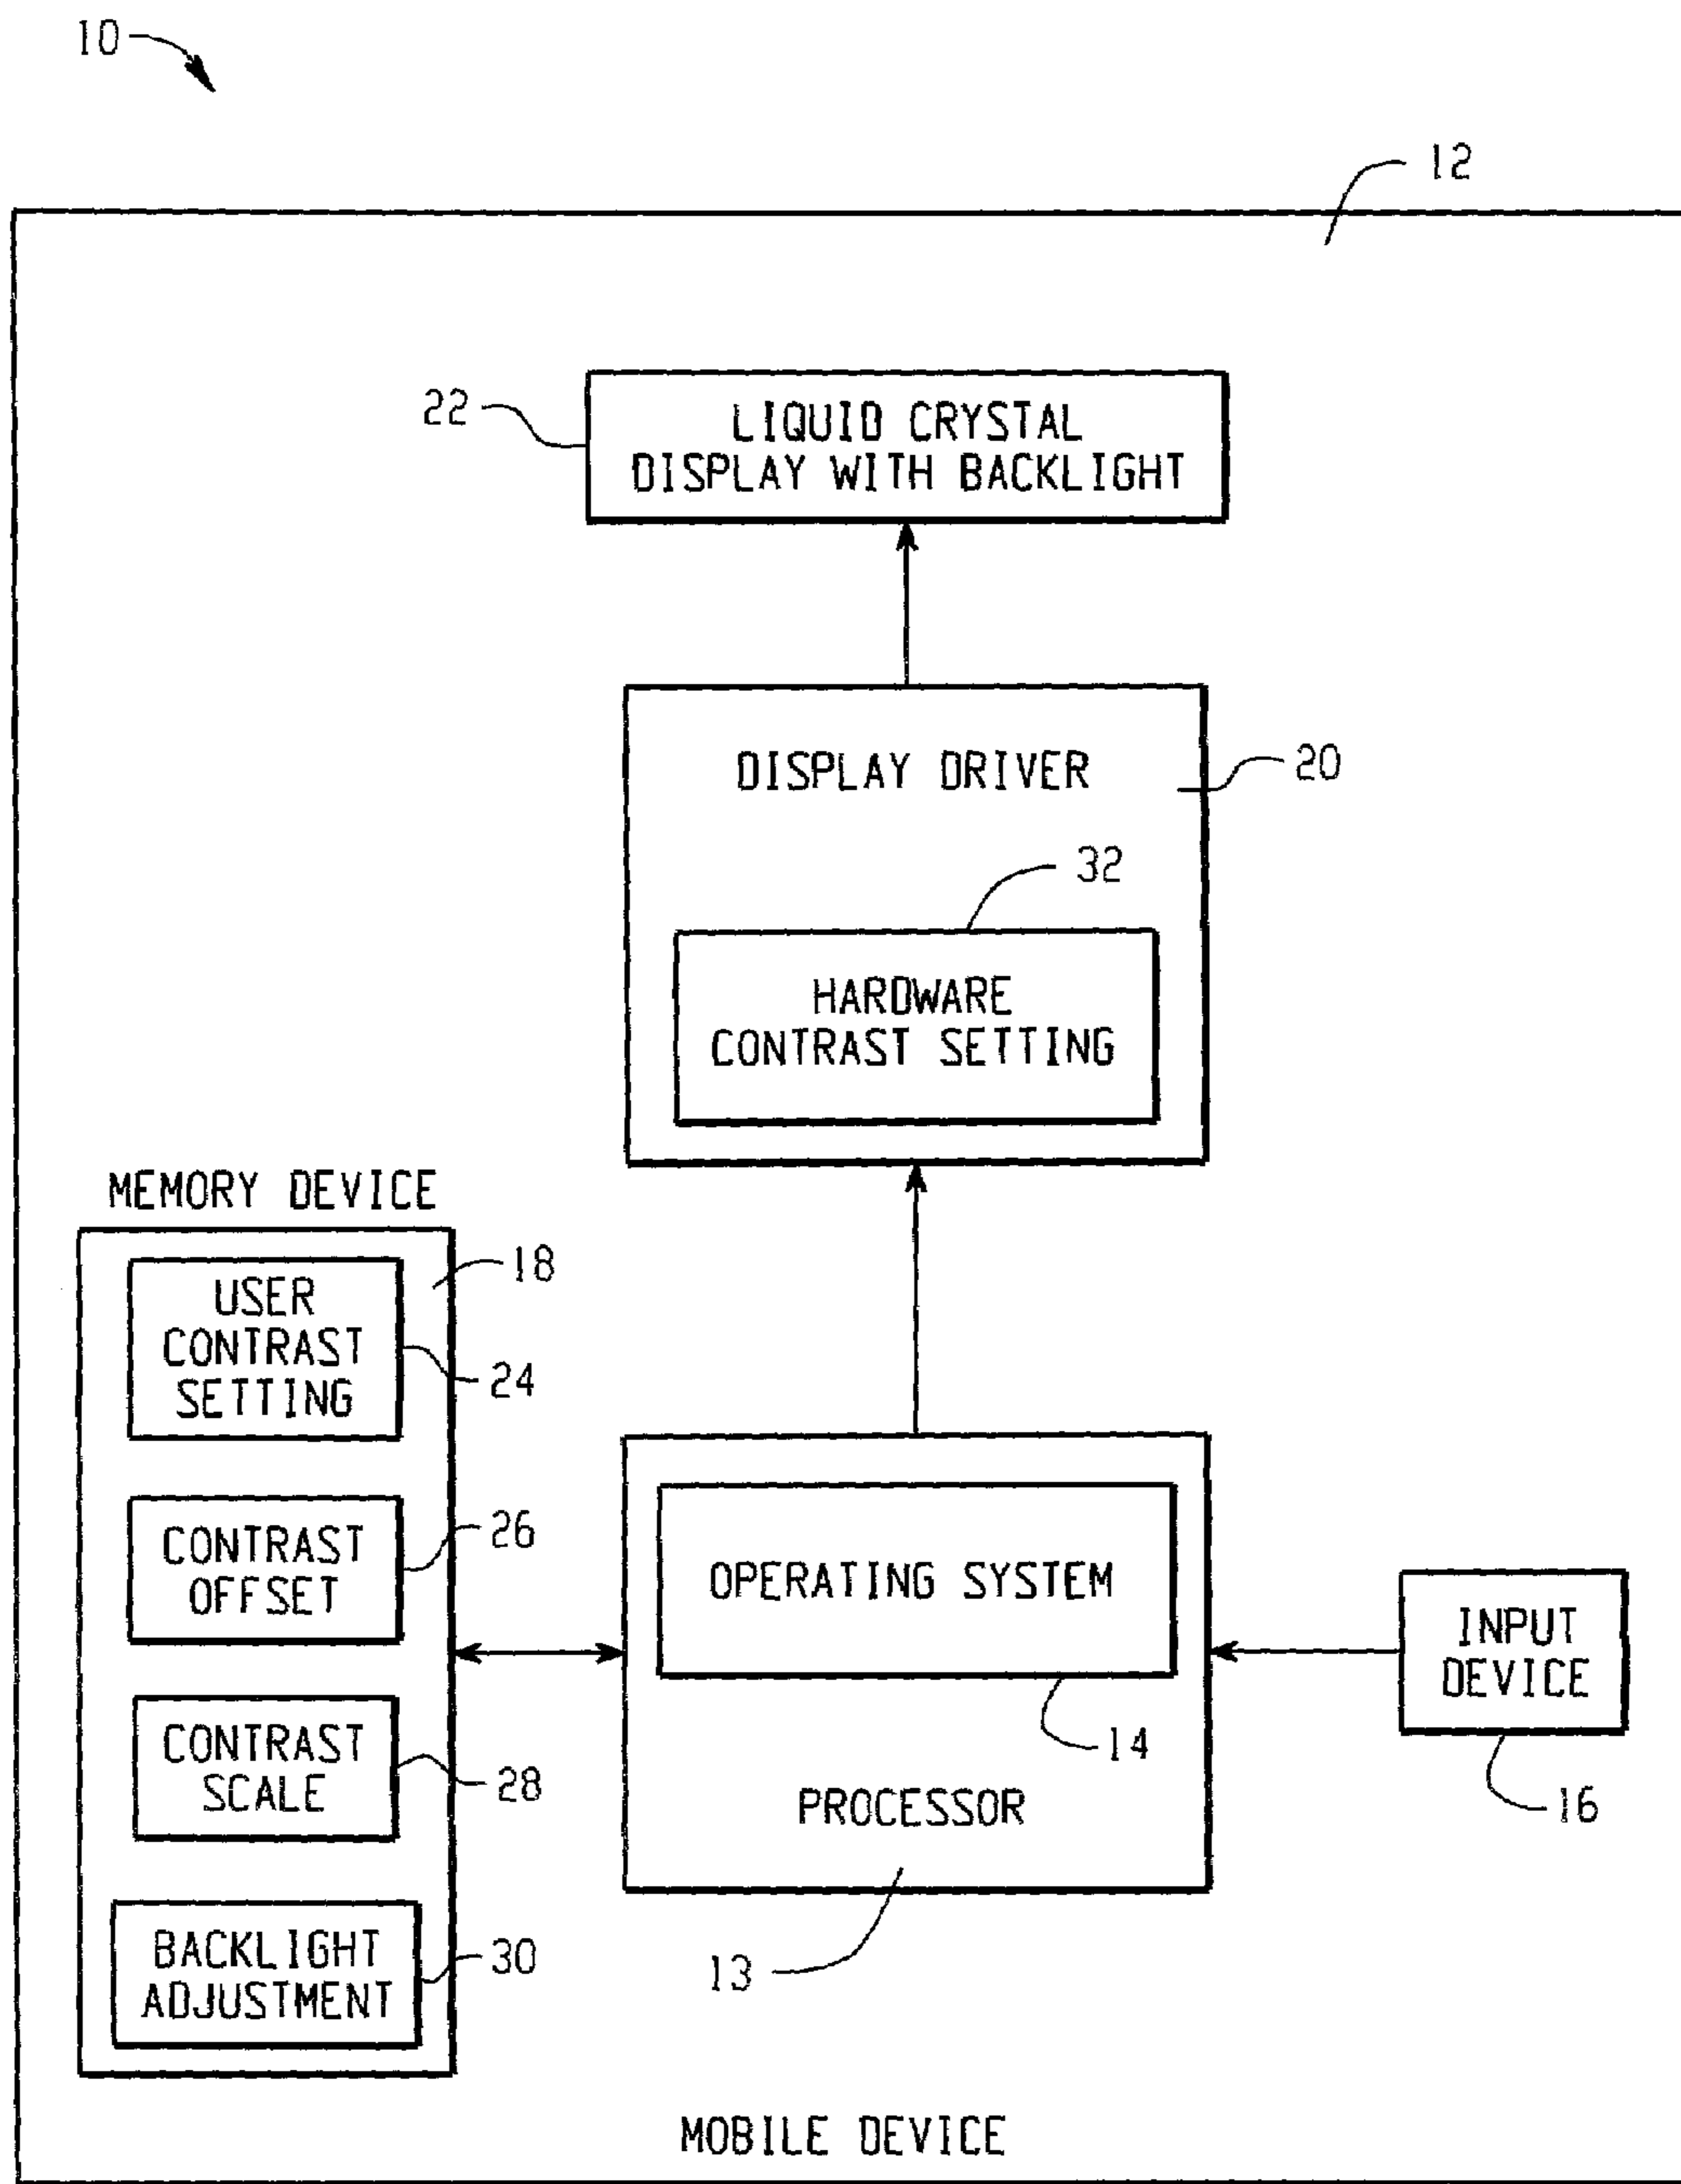 10
12
22
LIQUID CRYSTAL
DISPLAY WITH BACKLIGHT
DISPLAY DRIVER
20
32
HARDWARE
CONTRAST SETTING
MEMORY DEVICE
18
USER
CONTRAST
SETTING
24
CONTRAST
OFFSET
26
CONTRAST
SCALE
28
BACKLIGHT
ADJUSTMENT
30
OPERATING SYSTEM
14
PROCESSOR
13
INPUT
DEVICE
16
MOBILE DEVICE